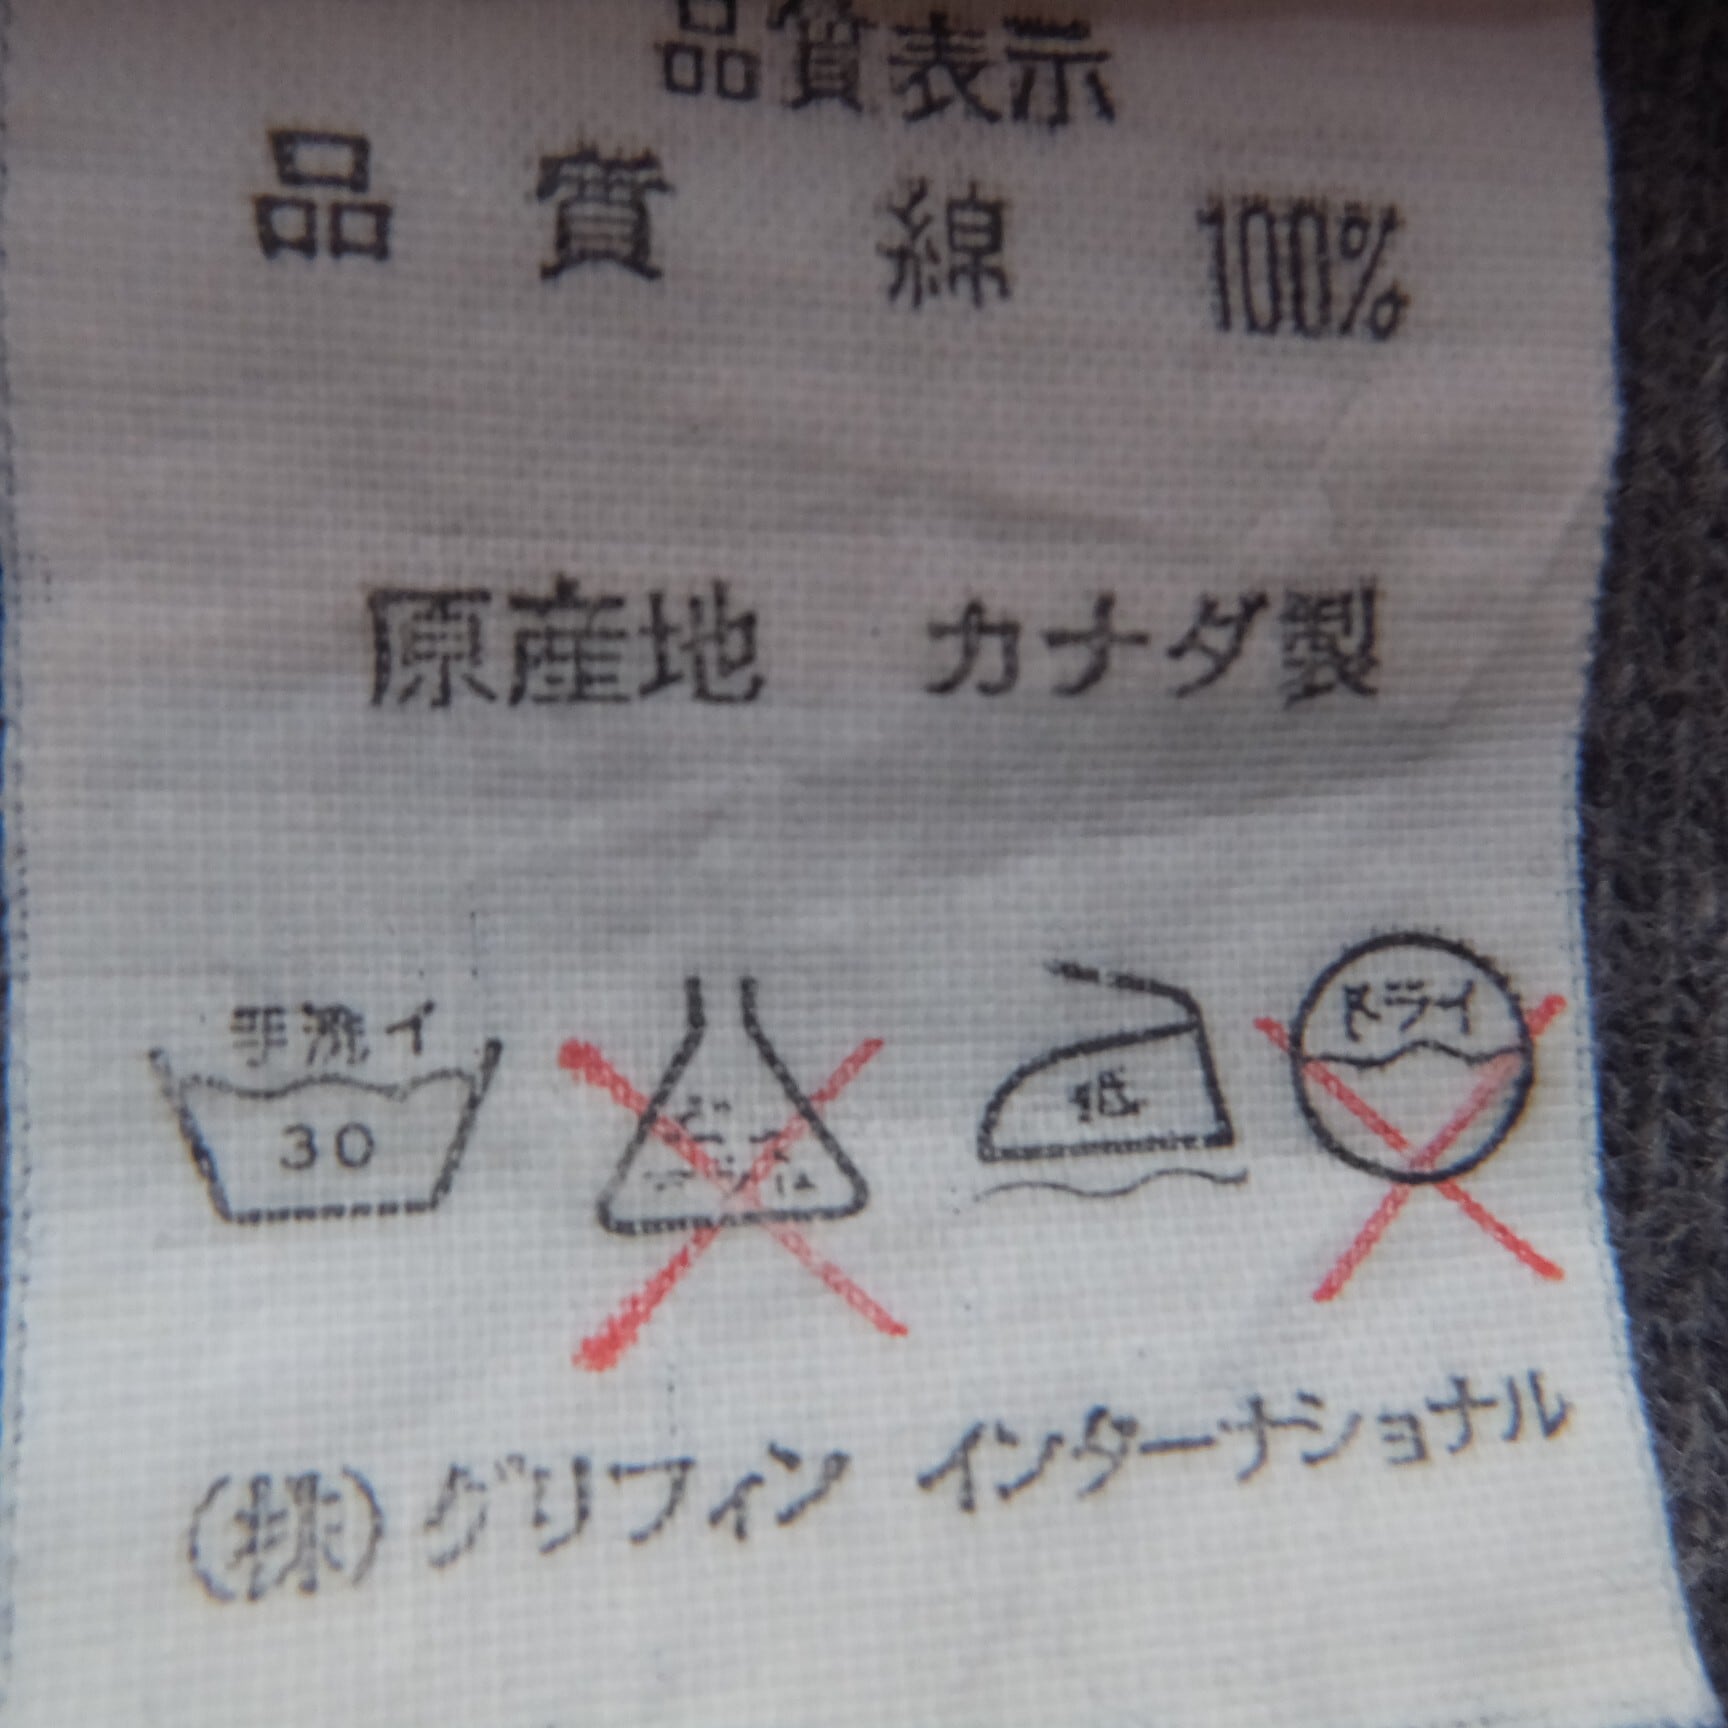 品質表示
品質 綿 100%
原産地 カナダ製
手洗イ
30
低
ドライ
(株)グリフィン インターナショナル